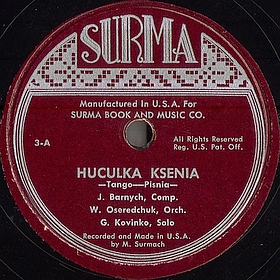 SURMA
Manufactured In U.S.A. For
SURMA BOOK AND MUSIC CO.
3-A
All Rights Reserved
Reg. U.S. Pat. Off.
HUCULKA KSENIA
—Tango—Pisnia—
J. Barnych, Comp.
W. Oseredchuk, Orch.
G. Kovinko, Solo
Recorded and Made in U.S.A.
by M. Surmach